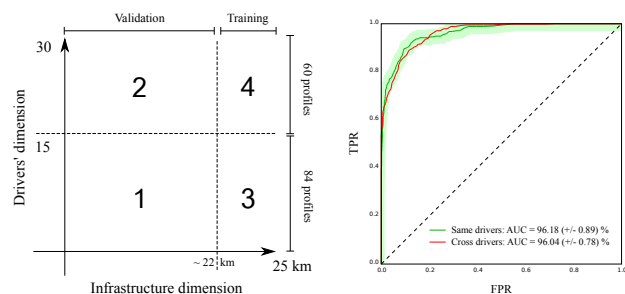 Validation
Training
30
15
Drivers' dimension
2
4
1
3
60 profiles
84 profiles
~ 22 km
25 km
Infrastructure dimension
1.0
0.8
0.6
0.4
0.2
0.0
TPR
Same drivers: AUC = 96.18 (+/- 0.89) %
Cross drivers: AUC = 96.04 (+/- 0.78) %
0.0
0.2
0.4
0.6
0.8
1.0
FPR